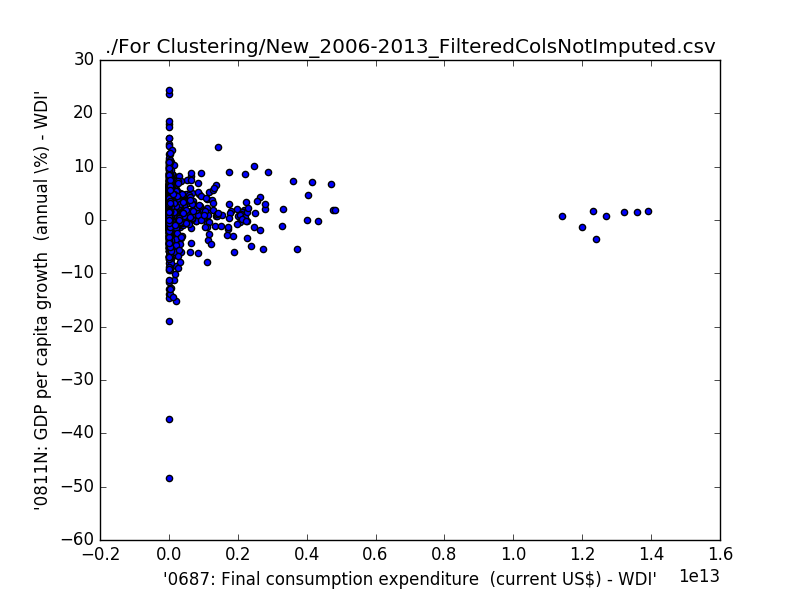 ./For Clustering/New_2006-2013_FilteredColsNotImputed.csv
30
20
10
0
−10
−20
−30
−40
−50
−60
'0811N: GDP per capita growth  (annual \%) - WDI'
−0.2 0.0 0.2 0.4 0.6 0.8 1.0 1.2 1.4 1.6
1e13
'0687: Final consumption expenditure  (current US$) - WDI'